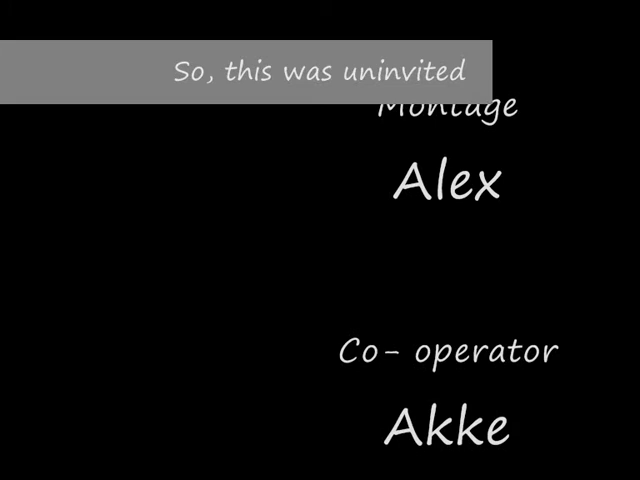 So, this was uninvited
Montage
Alex
Co- operator
Akke